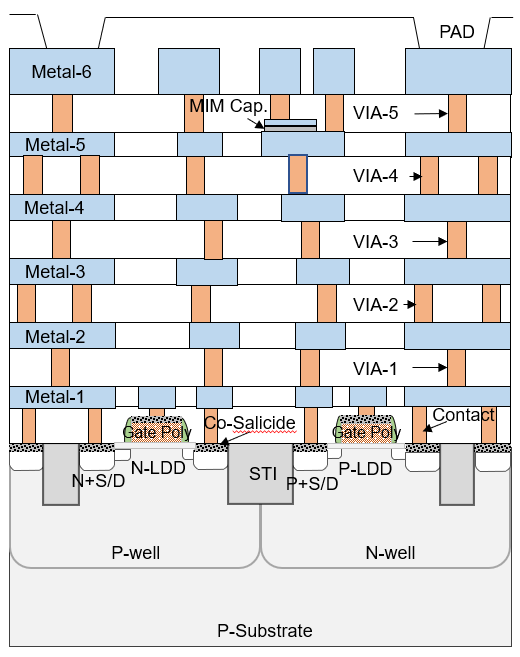 PAD
Metal-6
MIM Cap.
VIA-5
Metal-5
VIA-4
Metal-4
VIA-3
Metal-3
VIA-2
Metal-2
VIA-1
Metal-1
Contact
Co-Salicide
Gate Poly
Gate Poly
N-LDD
P-LDD
STI
N+S/D
P+S/D
P-well
N-well
P-Substrate